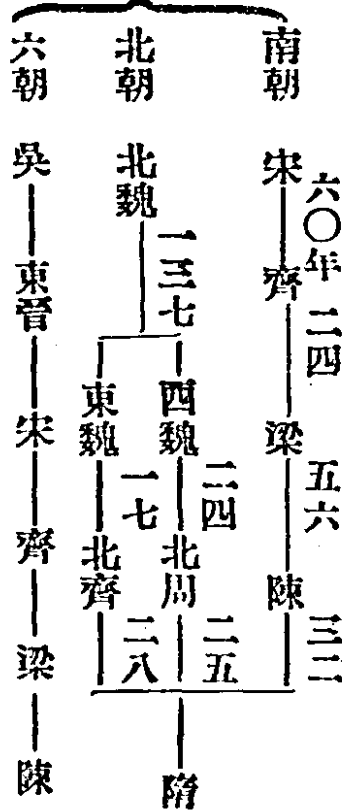 南朝 宋 齊 梁 陳
六〇年 二四 五六 三二
北朝 北魏
一三七
西魏 北周 隋
二四 二五
東魏 北齊
一七 二八
六朝 吳 東晉 宋 齊 梁 陳